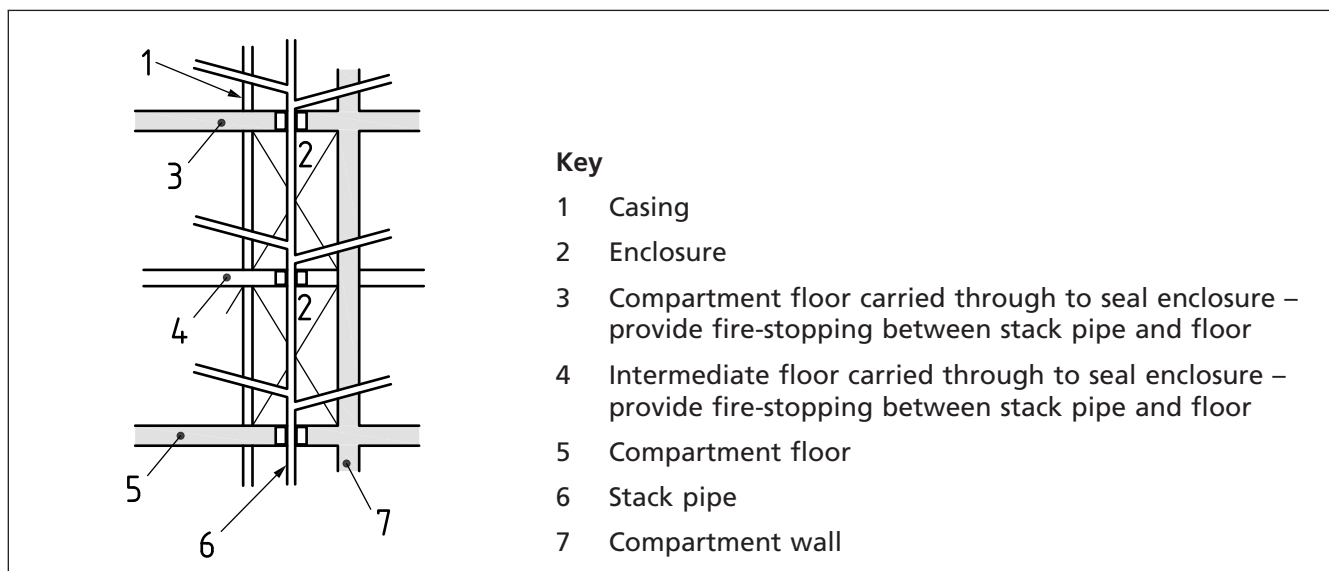 1
2
3
2
4
5
6
7
Key
1 Casing
2 Enclosure
3 Compartment floor carried through to seal enclosure –
provide fire-stopping between stack pipe and floor
4 Intermediate floor carried through to seal enclosure –
provide fire-stopping between stack pipe and floor
5 Compartment floor
6 Stack pipe
7 Compartment wall